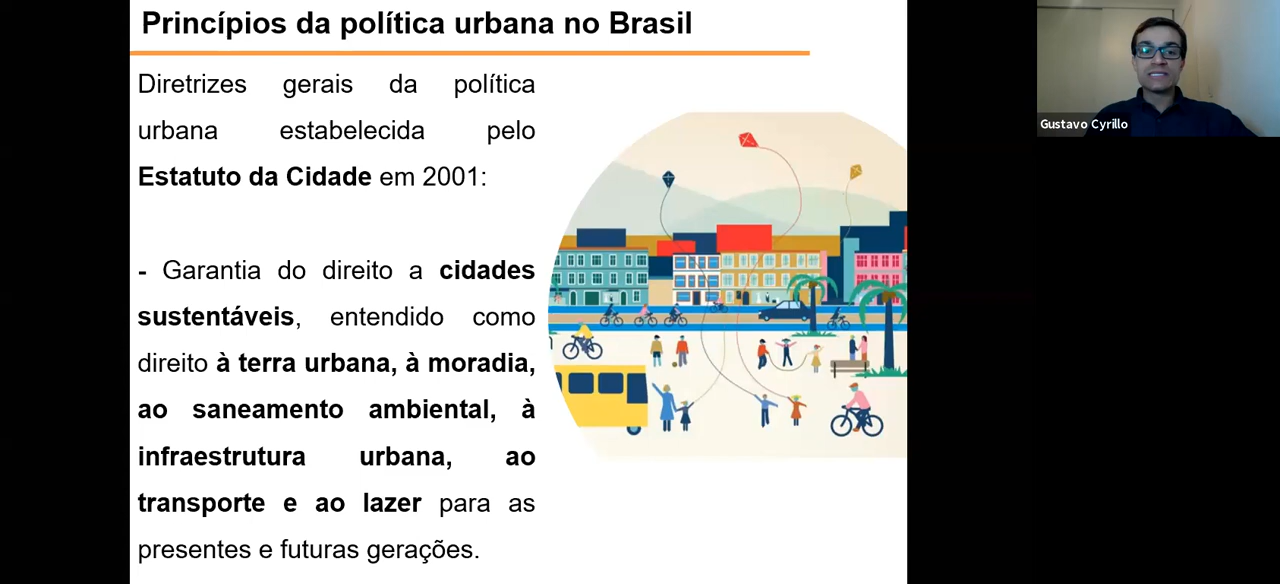 Princípios da política urbana no Brasil
Diretrizes gerais da política
urbana estabelecida pelo
Estatuto da Cidade em 2001:
- Garantia do direito a cidades
sustentáveis, entendido como
direito à terra urbana, à moradia,
ao saneamento ambiental, à
infraestrutura urbana, ao
transporte e ao lazer para as
presentes e futuras gerações.
Gustavo Cyrillo